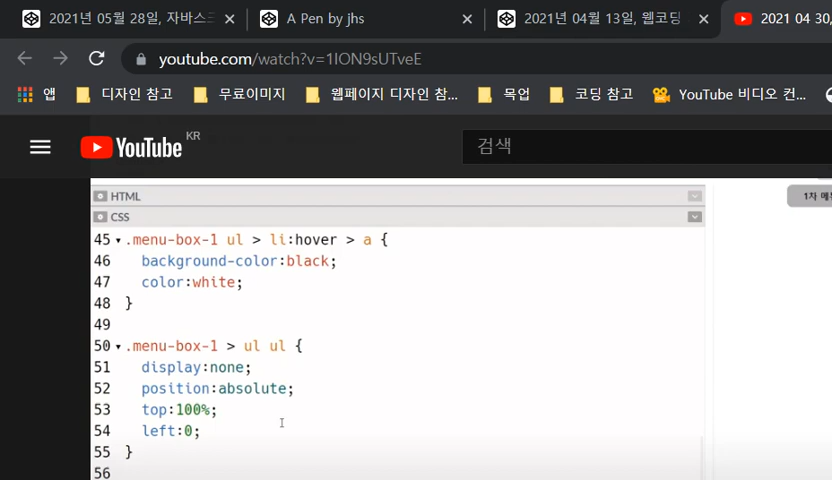 2021년 05월 28일, 자바스
A Pen by jhs
2021년 04월 13일, 웹코딩
2021 04 30,
youtube.com/watch?v=1ION9sUTveE
앱
디자인 참고
무료이미지
웹페이지 디자인 참...
목업
코딩 참고
YouTube 비디오 컨...
YouTube KR
검색
HTML
1차 메
CSS
45 .menu-box-1 ul > li:hover > a {
46 background-color:black;
47 color:white;
48 }
49
50 .menu-box-1 > ul ul {
51 display:none;
52 position:absolute;
53 top:100%;
54 left:0;
55 }
56